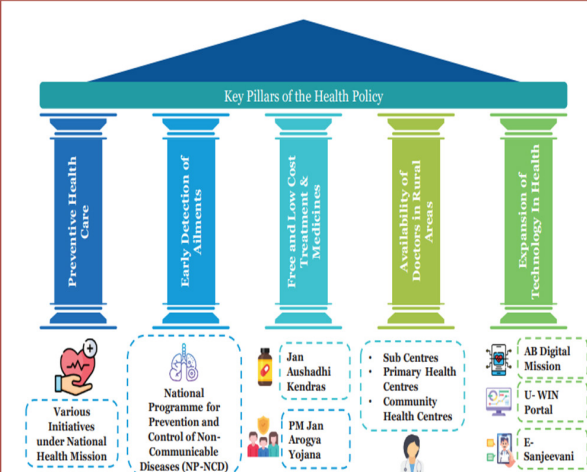 Key Pillars of the Health Policy
Preventive Health
Care
Early Detection of
Ailments
Free and Low Cost
Treatment &
Medicines
Availability of
Doctors in Rural
Areas
Expansion of
Technology In Health
Various
Initiatives
under National
Health Mission
National
Programme for
Prevention and
Control of Non-
Communicable
Diseases (NP-NCD)
Jan
Aushadhi
Kendras
PM Jan
Arogya
Yojana
• Sub Centres
• Primary Health
Centres
• Community
Health Centres
AB Digital
Mission
U- WIN
Portal
E-
Sanjeevani